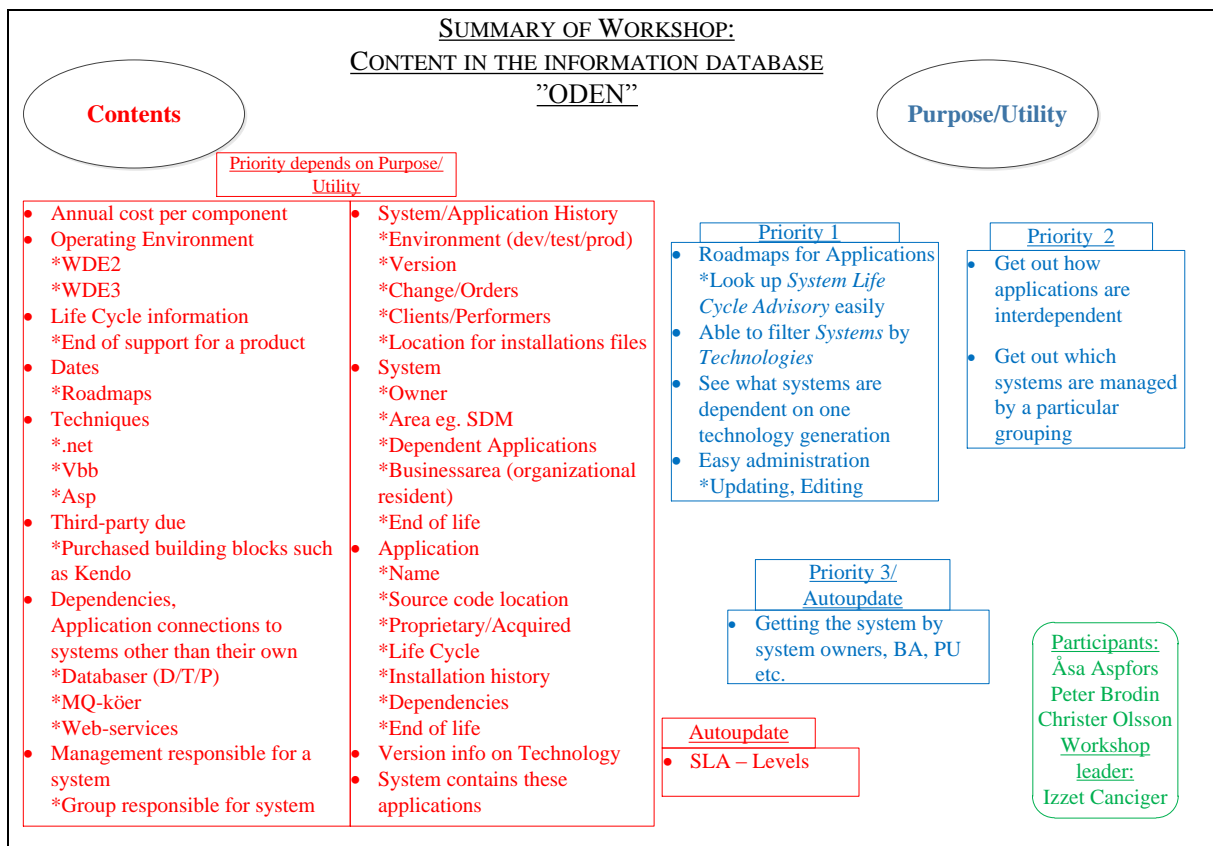 SUMMARY OF WORKSHOP:
CONTENT IN THE INFORMATION DATABASE
”ODEN”
Contents
Purpose/Utility
Priority depends on Purpose/
Utility
• Annual cost per component
• Operating Environment
*WDE2
*WDE3
• Life Cycle information
*End of support for a product
• Dates
*Roadmaps
• Techniques
*.net
*Vbb
*Asp
• Third-party due
*Purchased building blocks such
as Kendo
• Dependencies,
Application connections to
systems other than their own
*Databaser (D/T/P)
*MQ-köer
*Web-services
• Management responsible for a
system
*Group responsible for system
• System/Application History
*Environment (dev/test/prod)
*Version
*Change/Orders
*Clients/Performers
*Location for installations files
• System
*Owner
*Area eg. SDM
*Dependent Applications
*Businessarea (organizational
resident)
*End of life
• Application
*Name
*Source code location
*Proprietary/Acquired
*Life Cycle
*Installation history
*Dependencies
*End of life
• Version info on Technology
• System contains these
applications
Priority 1
• Roadmaps for Applications
*Look up System Life
Cycle Advisory easily
• Able to filter Systems by
Technologies
• See what systems are
dependent on one
technology generation
• Easy administration
*Updating, Editing
Priority 2
• Get out how
applications are
interdependent
• Get out which
systems are managed
by a particular
grouping
Priority 3/
Autoupdate
• Getting the system by
system owners, BA, PU
etc.
Autoupdate
• SLA – Levels
Participants:
Åsa Aspfors
Peter Brodin
Christer Olsson
Workshop
leader:
Izzet Canciger